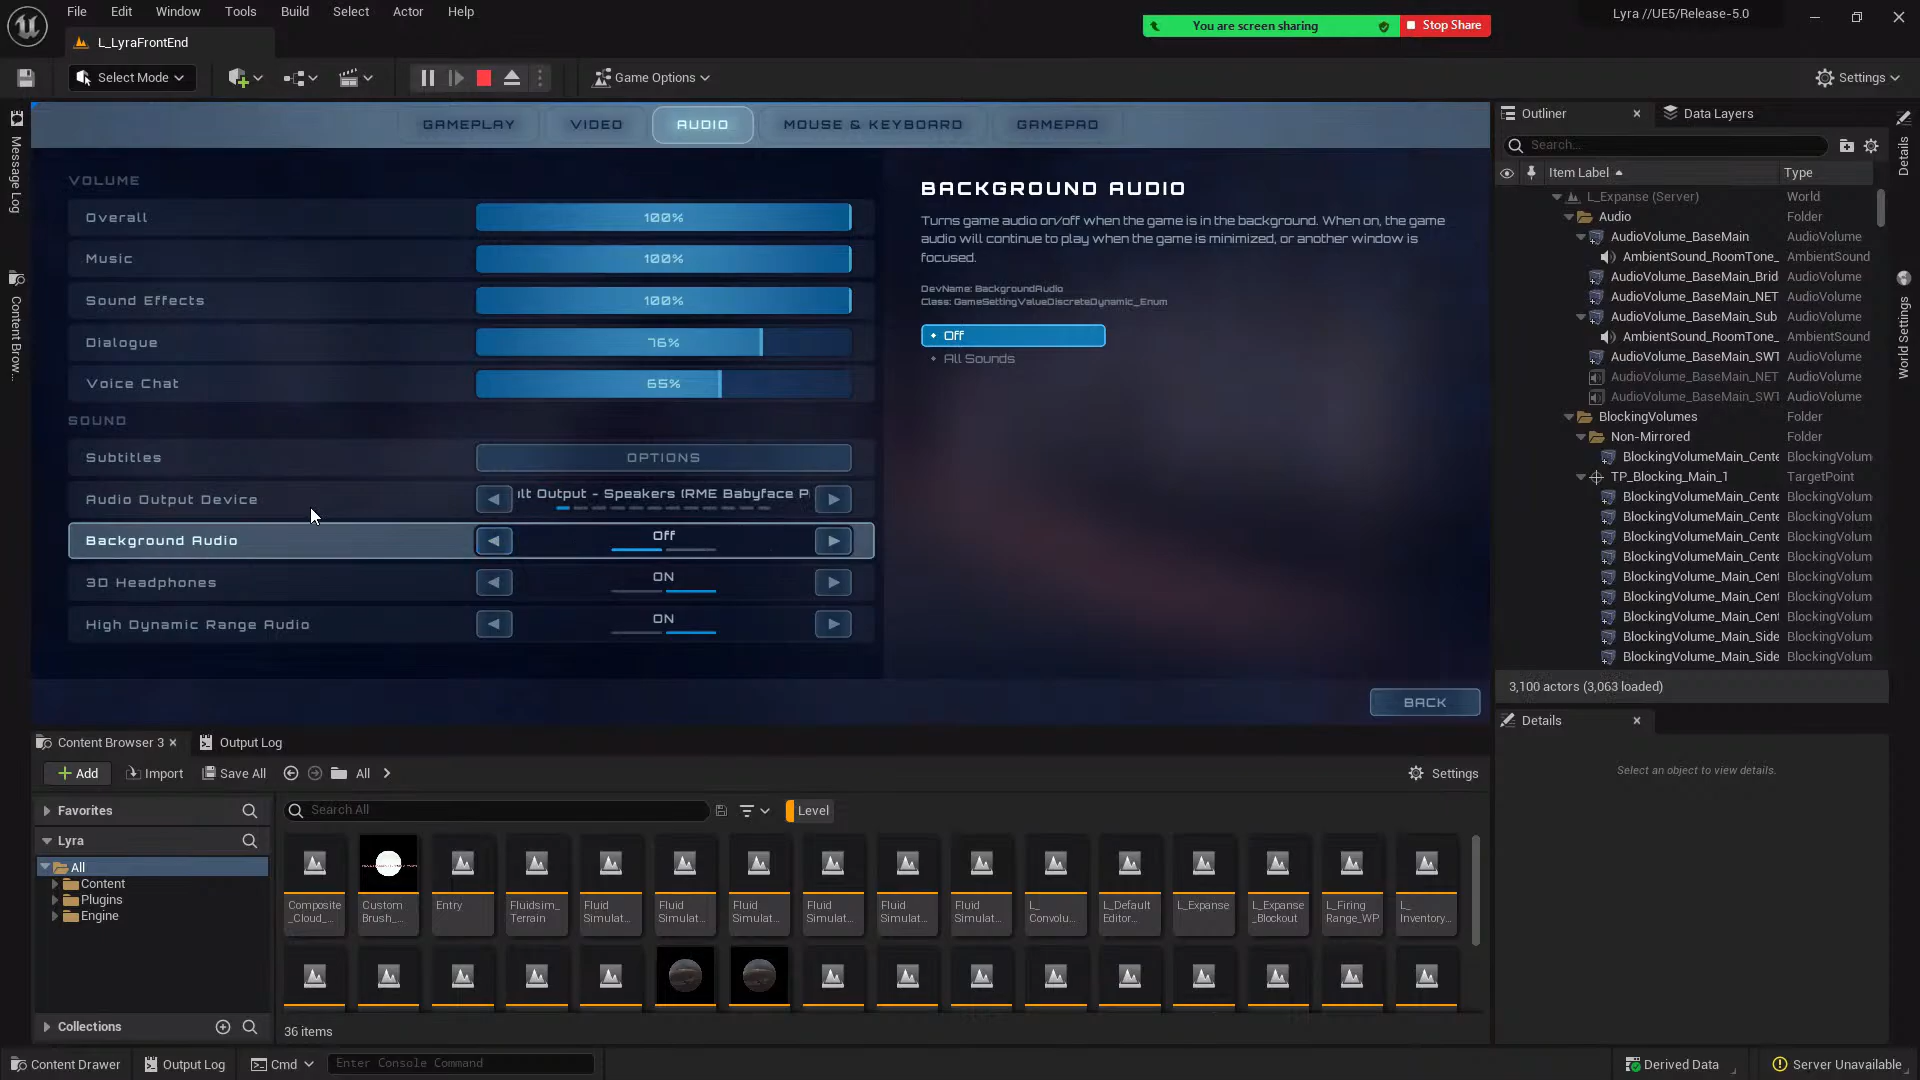 File Edit Window Tools Build Select Actor Help
You are screen sharing
Stop Share
Lyra //UE5/Release-5.0
L_LyraFrontEnd
Select Mode
Game Options
Settings
Message Log
Content Brow...
GAMEPLAY VIDEO AUDIO MOUSE & KEYBOARD GAMEPAD
VOLUME
Overall 100%
Music 100%
Sound Effects 100%
Dialogue 76%
Voice Chat 65%
SOUND
Subtitles OPTIONS
Audio Output Device ult Output - Speakers (RME Babyface P
Background Audio Off
3D Headphones ON
High Dynamic Range Audio ON
BACKGROUND AUDIO
Turns game audio on/off when the game is in the background. When on, the game
audio will continue to play when the game is minimized, or another window is
focused.
DevName: BackgroundAudio
Class: GameSettingValueDiscreteDynamic_Enum
Off
All Sounds
BACK
Outliner
Data Layers
Search...
Item Label Type
L_Expanse (Server) World
Audio Folder
AudioVolume_BaseMain AudioVolume
AmbientSound_RoomTone_ AmbientSound
AudioVolume_BaseMain_Brid AudioVolume
AudioVolume_BaseMain_NET AudioVolume
AudioVolume_BaseMain_Sub AudioVolume
AmbientSound_RoomTone_ AmbientSound
AudioVolume_BaseMain_SWT AudioVolume
AudioVolume_BaseMain_NET AudioVolume
AudioVolume_BaseMain_SWT AudioVolume
BlockingVolumes Folder
Non-Mirrored Folder
BlockingVolumeMain_Cente BlockingVolum
TP_Blocking_Main_1 TargetPoint
BlockingVolumeMain_Cente BlockingVolum
BlockingVolumeMain_Cente BlockingVolum
BlockingVolumeMain_Cente BlockingVolum
BlockingVolumeMain_Cente BlockingVolum
BlockingVolume_Main_Cent BlockingVolum
BlockingVolume_Main_Cent BlockingVolum
BlockingVolume_Main_Cent BlockingVolum
BlockingVolume_Main_Side BlockingVolum
BlockingVolume_Main_Side BlockingVolum
3,100 actors (3,063 loaded)
Details
Select an object to view details.
Details
World Settings
Content Browser 3
Output Log
Add
Import
Save All
All
Settings
Favorites
Lyra
All
Content
Plugins
Engine
Collections
Search All
Level
Composite
_Cloud_...
Custom
Brush_...
Entry
Fluidsim_
Terrain
Fluid
Simulat...
Fluid
Simulat...
Fluid
Simulat...
Fluid
Simulat...
Fluid
Simulat...
Fluid
Simulat...
L_
Convolu...
L_Default
Editor...
L_Expanse
L_Expanse
_Blockout
L_Firing
Range_WP
L_
Inventory...
36 items
Content Drawer
Output Log
Cmd
Enter Console Command
Derived Data
Server Unavailable